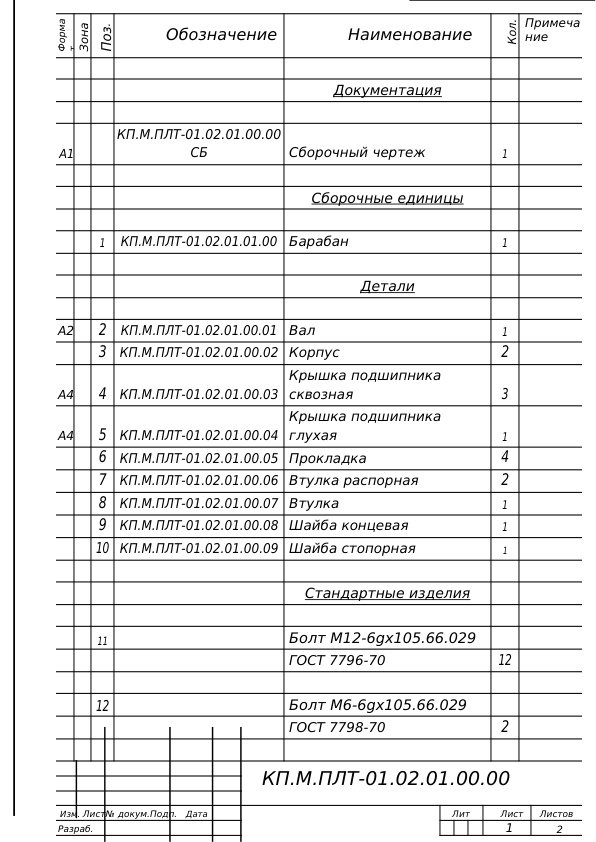 Форма т Зона Поз. Обозначение Наименование Кол. Примеча
ние
Документация
КП.М.ПЛТ-01.02.01.00.00
А1 СБ Сборочный чертеж 1
Сборочные единицы
1 КП.М.ПЛТ-01.02.01.01.00 Барабан 1
Детали
А2 2 КП.М.ПЛТ-01.02.01.00.01 Вал 1
3 КП.М.ПЛТ-01.02.01.00.02 Корпус 2
Крышка подшипника
А4 4 КП.М.ПЛТ-01.02.01.00.03 сквозная 3
Крышка подшипника
А4 5 КП.М.ПЛТ-01.02.01.00.04 глухая 1
6 КП.М.ПЛТ-01.02.01.00.05 Прокладка 4
7 КП.М.ПЛТ-01.02.01.00.06 Втулка распорная 2
8 КП.М.ПЛТ-01.02.01.00.07 Втулка 1
9 КП.М.ПЛТ-01.02.01.00.08 Шайба концевая 1
10 КП.М.ПЛТ-01.02.01.00.09 Шайба стопорная 1
Стандартные изделия
11 Болт М12-6gх105.66.029
ГОСТ 7796-70 12
12 Болт М6-6gх105.66.029
ГОСТ 7798-70 2
КП.М.ПЛТ-01.02.01.00.00
Изм. Лист № докум. Подп. Дата Лит Лист Листов
Разраб. 1 2